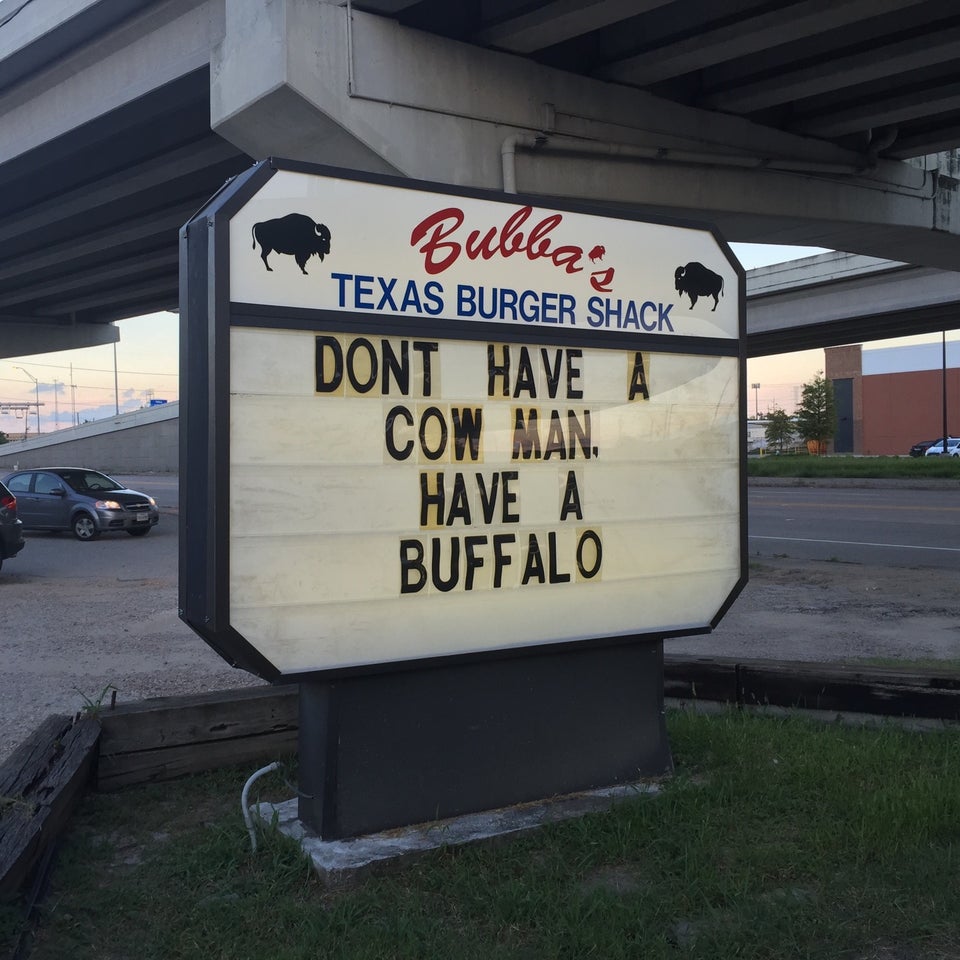 Bubba's
TEXAS BURGER SHACK
DONT HAVE A
COW MAN.
HAVE A
BUFFALO